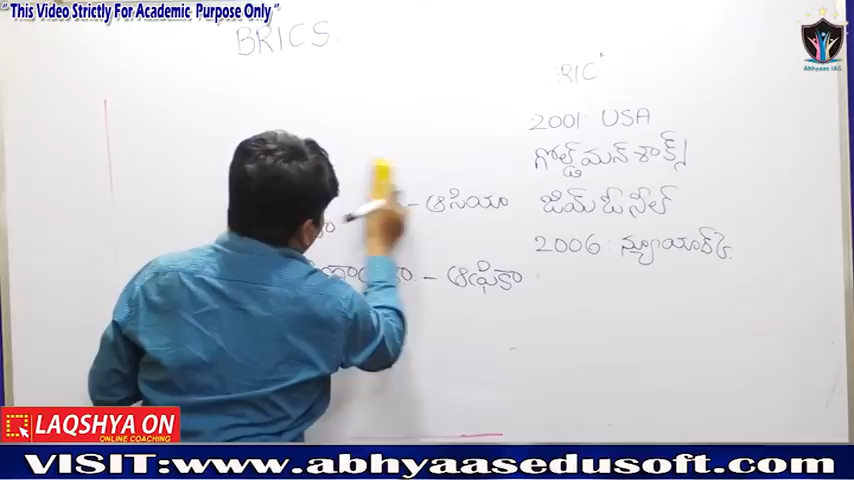 "This Video Strictly For Academic Purpose Only"
BRICS.
RIC
Abhyaas IAS
2001: USA
గోల్డ్ మన్ శాక్స్
- ఆసియా
జిమ్ ఓ నీల్
2006: న్యూయార్క్
- ఆఫ్రికా
LAQSHYA ON
ONLINE COACHING
VISIT:www.abhyaasedusoft.com